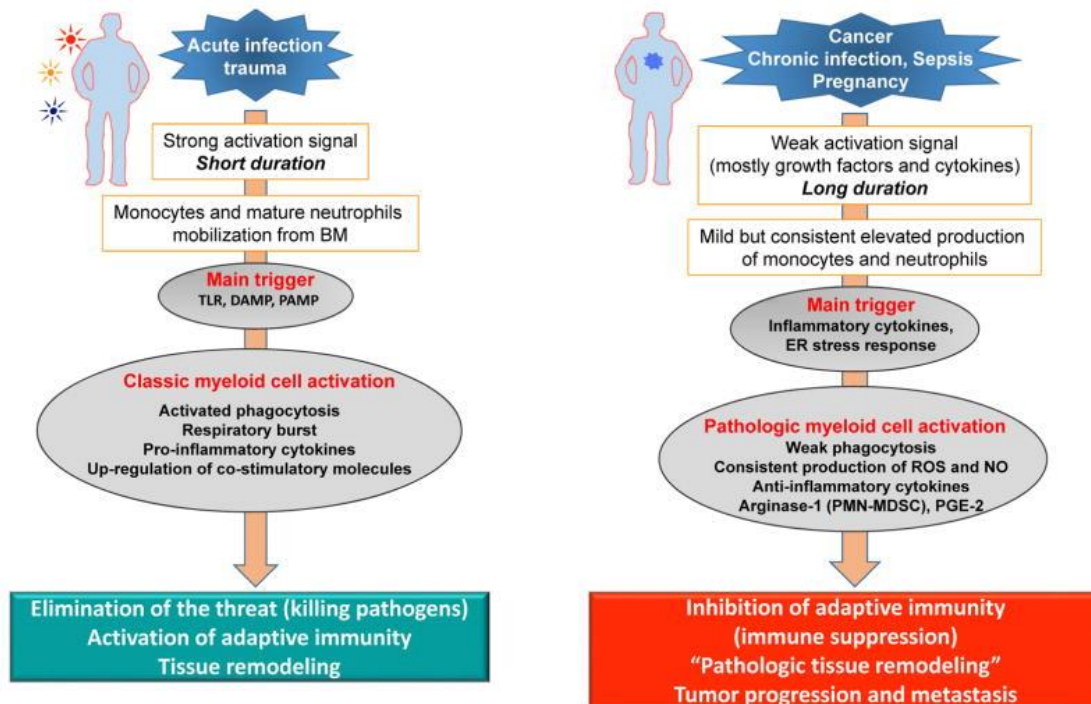 Acute infection
trauma
Strong activation signal
Short duration
Monocytes and mature neutrophils
mobilization from BM
Main trigger
TLR, DAMP, PAMP
Classic myeloid cell activation
Activated phagocytosis
Respiratory burst
Pro-inflammatory cytokines
Up-regulation of co-stimulatory molecules
Elimination of the threat (killing pathogens)
Activation of adaptive immunity
Tissue remodeling
Cancer
Chronic infection, Sepsis
Pregnancy
Weak activation signal
(mostly growth factors and cytokines)
Long duration
Mild but consistent elevated production
of monocytes and neutrophils
Main trigger
Inflammatory cytokines,
ER stress response
Pathologic myeloid cell activation
Weak phagocytosis
Consistent production of ROS and NO
Anti-inflammatory cytokines
Arginase-1 (PMN-MDSC), PGE-2
Inhibition of adaptive immunity
(immune suppression)
“Pathologic tissue remodeling”
Tumor progression and metastasis